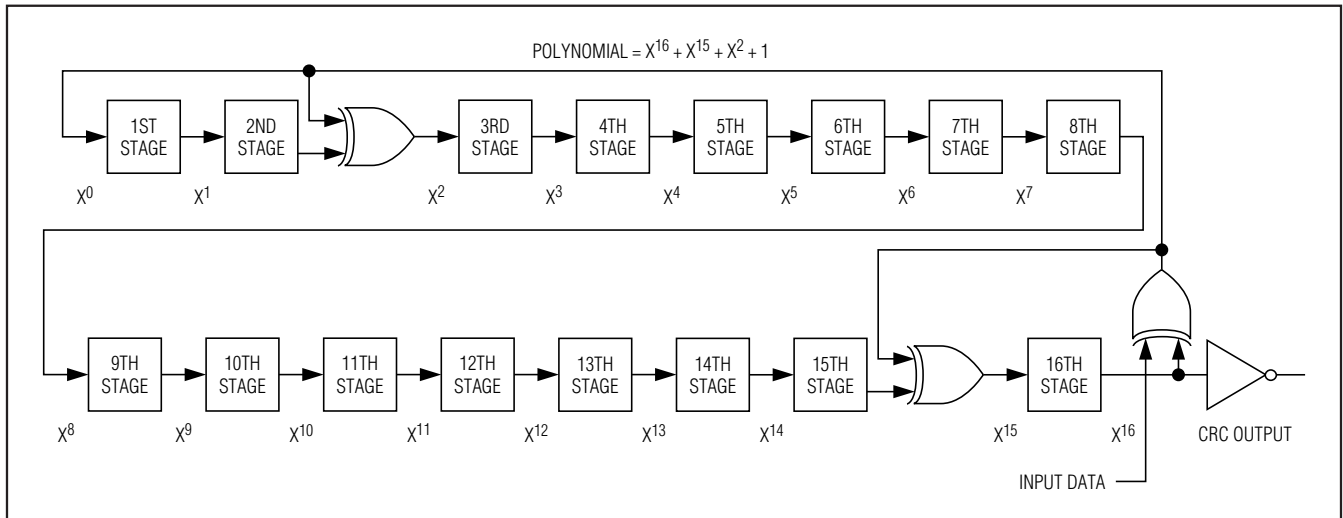 POLYNOMIAL = X¹⁶ + X¹⁵ + X² + 1
1ST
STAGE
2ND
STAGE
3RD
STAGE
4TH
STAGE
5TH
STAGE
6TH
STAGE
7TH
STAGE
8TH
STAGE
X⁰
X¹
X²
X³
X⁴
X⁵
X⁶
X⁷
9TH
STAGE
10TH
STAGE
11TH
STAGE
12TH
STAGE
13TH
STAGE
14TH
STAGE
15TH
STAGE
16TH
STAGE
X⁸
X⁹
X¹⁰
X¹¹
X¹²
X¹³
X¹⁴
X¹⁵
X¹⁶
CRC OUTPUT
INPUT DATA